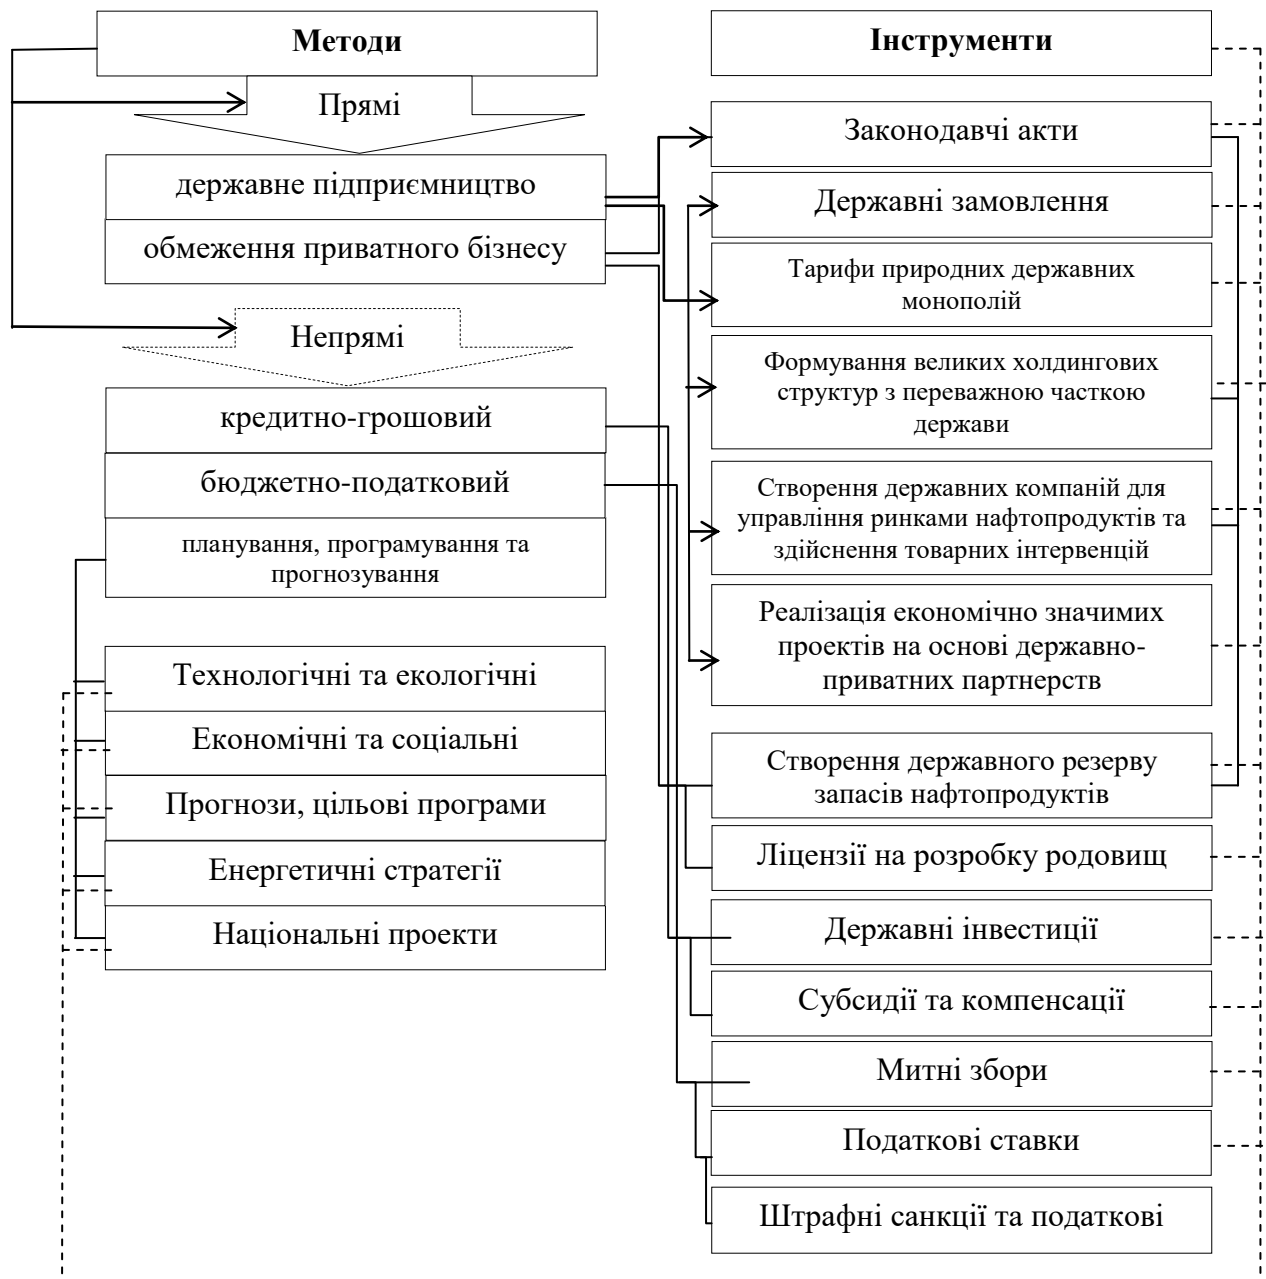 Методи
Прямі
державне підприємництво
обмеження приватного бізнесу
Непрямі
кредитно-грошовий
бюджетно-податковий
планування, програмування та
прогнозування
Технологічні та екологічні
Економічні та соціальні
Прогнози, цільові програми
Енергетичні стратегії
Національні проекти
Інструменти
Законодавчі акти
Державні замовлення
Тарифи природних державних
монополій
Формування великих холдингових
структур з переважною часткою
держави
Створення державних компаній для
управління ринками нафтопродуктів та
здійснення товарних інтервенцій
Реалізація економічно значимих
проектів на основі державно-
приватних партнерств
Створення державного резерву
запасів нафтопродуктів
Ліцензії на розробку родовищ
Державні інвестиції
Субсидії та компенсації
Митні збори
Податкові ставки
Штрафні санкції та податкові